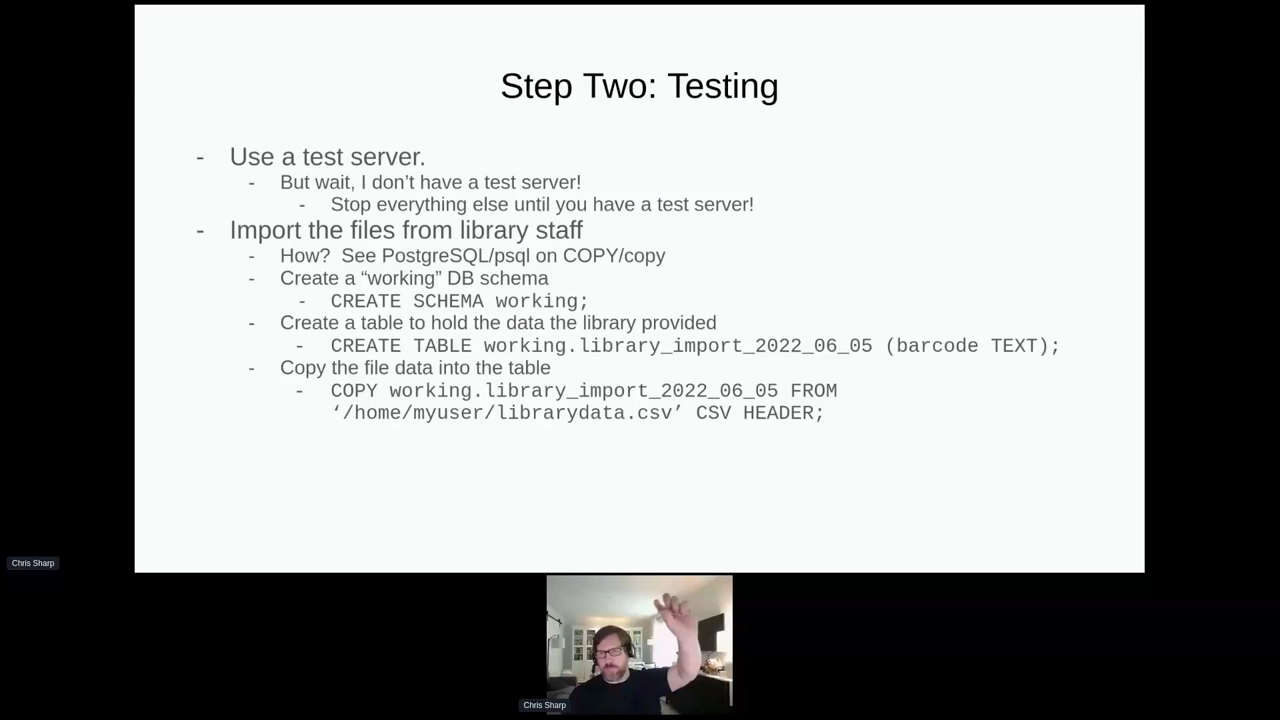 Step Two: Testing
- Use a test server.
- But wait, I don’t have a test server!
- Stop everything else until you have a test server!
- Import the files from library staff
- How?  See PostgreSQL/psql on COPY/copy
- Create a “working” DB schema
- CREATE SCHEMA working;
- Create a table to hold the data the library provided
- CREATE TABLE working.library_import_2022_06_05 (barcode TEXT);
- Copy the file data into the table
- COPY working.library_import_2022_06_05 FROM
‘/home/myuser/librarydata.csv’ CSV HEADER;
Chris Sharp
Chris Sharp